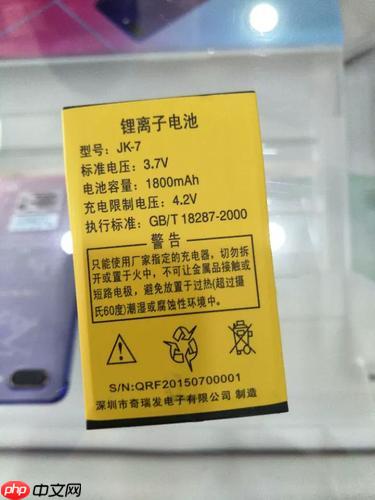 锂离子电池
型号：JK-7
标准电压：3.7V
电池容量：1800mAh
充电限制电压：4.2V
执行标准：GB/T 18287-2000
警告
只能使用厂家指定的充电器，切勿拆
开或置于火中，不可让金属品接触或
短路电极，避免放置于过热(超过摄
氏60度)潮湿或腐蚀性环境中。
S/N:QRF20150700001
深圳市奇瑞发电子有限公司 制造
php 中文网